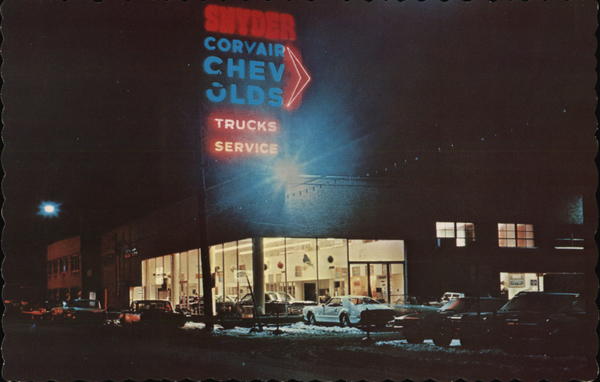 SNYDER
CORVAIR
CHEV
OLDS
TRUCKS
SERVICE